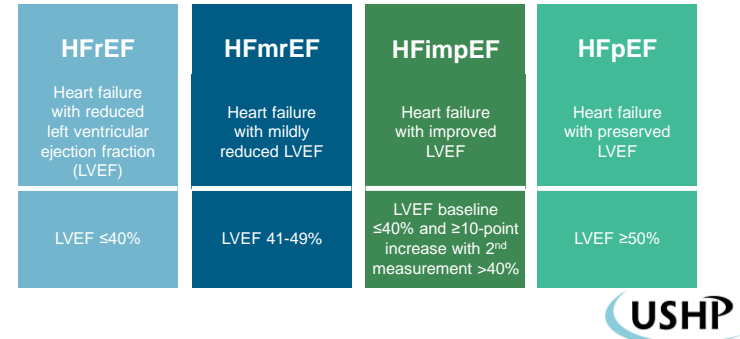 HFrEF
Heart failure
with reduced
left ventricular
ejection fraction
(LVEF)
LVEF ≤40%
HFmrEF
Heart failure
with mildly
reduced LVEF
LVEF 41-49%
HFimpEF
Heart failure
with improved
LVEF
LVEF baseline
≤40% and ≥10-point
increase with 2nd
measurement >40%
HFpEF
Heart failure
with preserved
LVEF
LVEF ≥50%
USHP